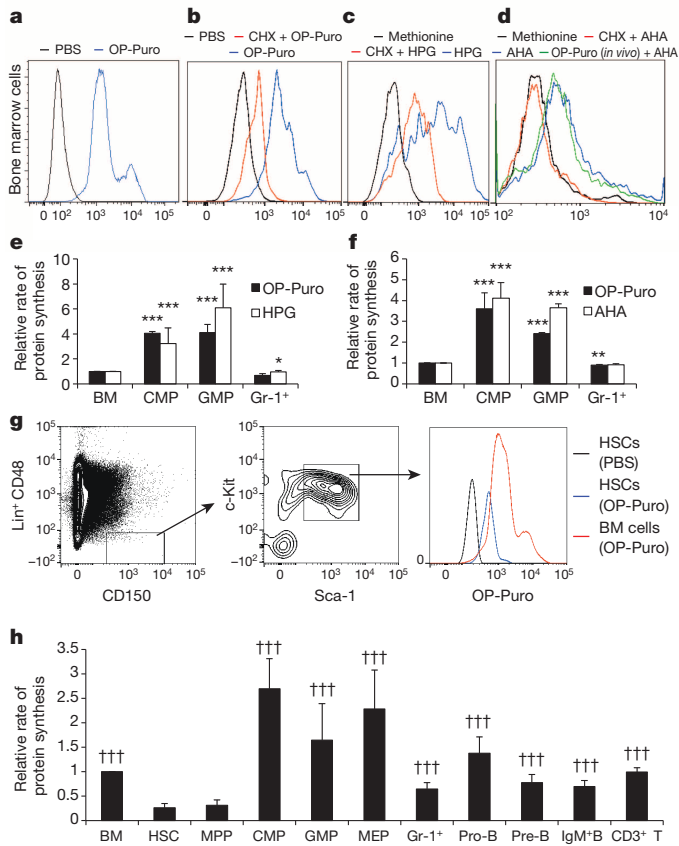 a
PBS OP-Puro
Bone marrow cells
0 10² 10³ 10⁴ 10⁵
b
PBS CHX + OP-Puro
OP-Puro
0 10² 10³ 10⁴ 10⁵
c
Methionine
CHX + HPG HPG
0 10² 10³ 10⁴ 10⁵
d
Methionine CHX + AHA
AHA OP-Puro (in vivo) + AHA
10² 10³ 10⁴
e
Relative rate of
protein synthesis
10
8
6
4
2
0
*** *** *** *** *
OP-Puro
HPG
BM CMP GMP Gr-1⁺
f
Relative rate of
protein synthesis
6
5
4
3
2
1
0
*** *** *** *** **
OP-Puro
AHA
BM CMP GMP Gr-1⁺
g
Lin⁺ CD48
10⁵
10⁴
10³
−10²
0 10³ 10⁴ 10⁵
CD150
c-Kit
10⁵
10⁴
10³
0
−10²
0 10³ 10⁴ 10⁵
Sca-1
0
0 10³ 10⁴ 10⁵
OP-Puro
HSCs
(PBS)
HSCs
(OP-Puro)
BM cells
(OP-Puro)
h
Relative rate of
protein synthesis
3.5
3
2.5
2
1.5
1
0.5
0
††† ††† ††† ††† ††† ††† ††† ††† †††
BM HSC MPP CMP GMP MEP Gr-1⁺ Pro-B Pre-B IgM⁺B CD3⁺ T